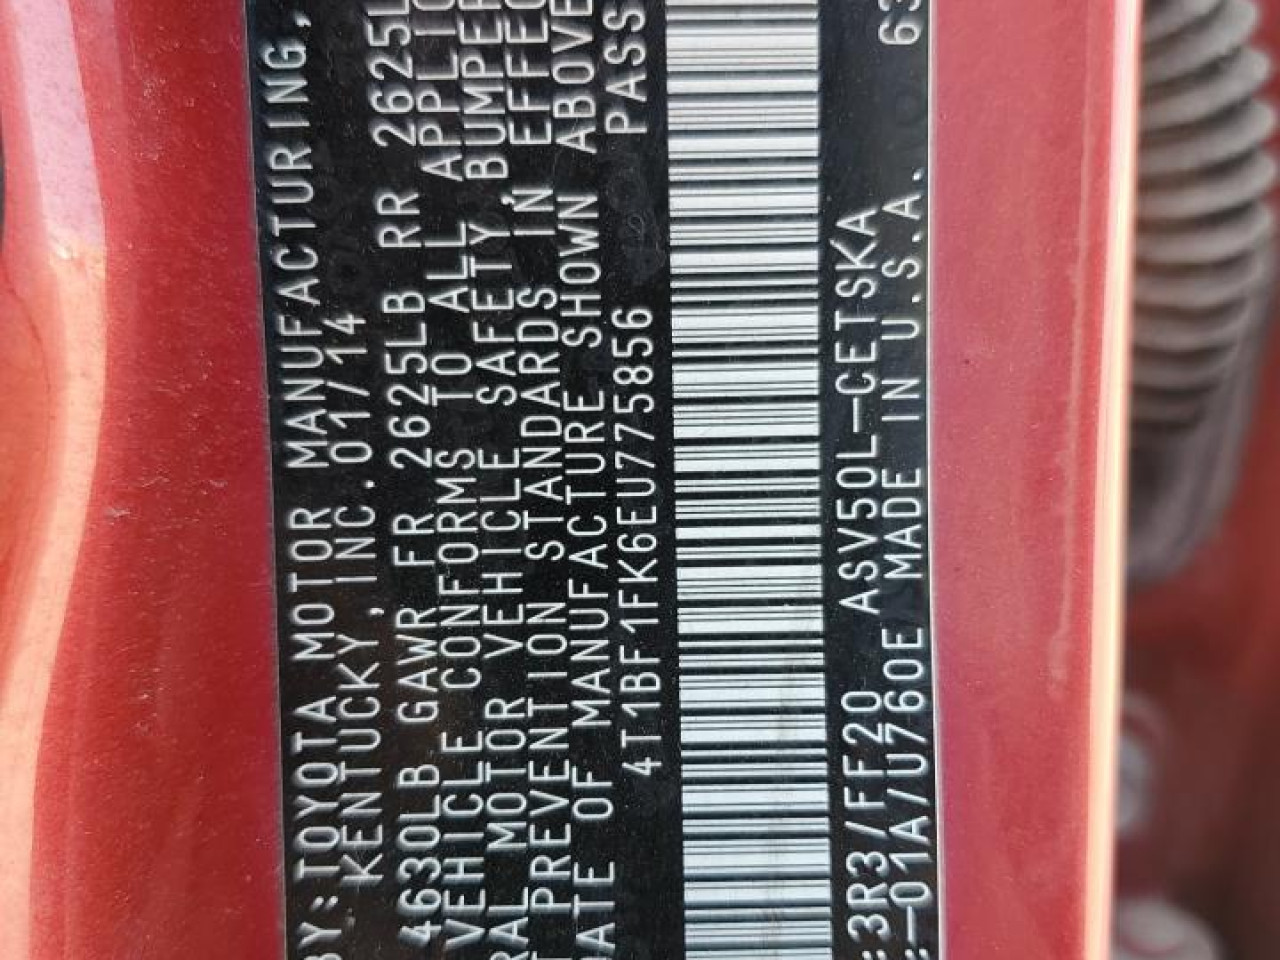 BY:TOYOTA MOTOR MANUFACTURING,
KENTUCKY,INC. 01/14
4630LB GAWR FR 2625LB RR 2625L
VEHICLE CONFORMS TO ALL APPLIC
RAL MOTOR VEHICLE SAFETY,BUMPER
T PREVENTION STANDARDS IN EFFEC
DATE OF MANUFACTURE SHOWN ABOVE
4T1BF1FK6EU775856 PASS
:3R3/FF20 ASV50L-CETSKA
:-01A/U760E MADE IN U.S.A. 63